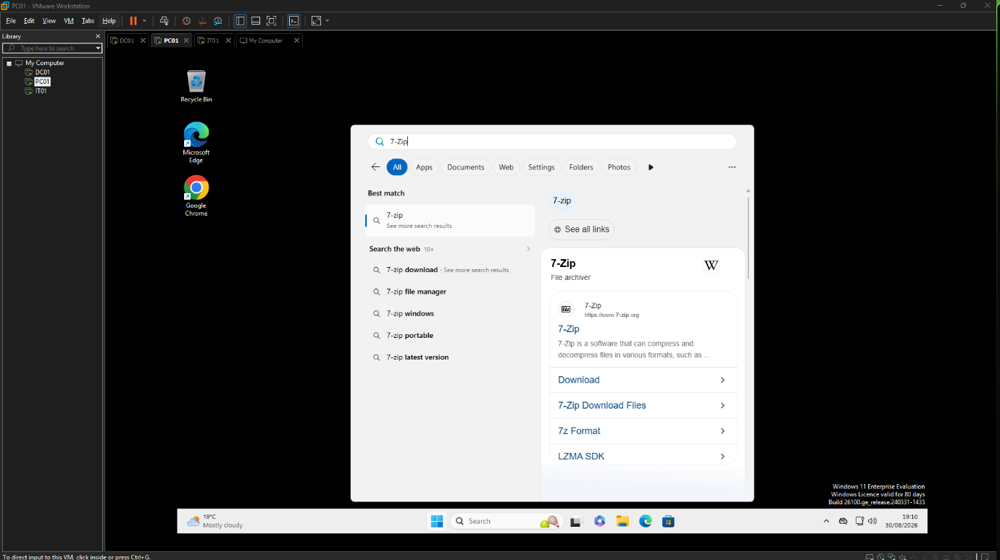 PC01 - VMware Workstation
File Edit View VM Tabs Help
Library
Type here to search
My Computer
DC01
PC01
IT01
DC01 PC01 IT01 My Computer
Recycle Bin
Microsoft
Edge
Google
Chrome
7-Zip
All Apps Documents Web Settings Folders Photos
Best match
7-zip
See more search results
Search the web 10+
7-zip download - See more search results
7-zip file manager
7-zip windows
7-zip portable
7-zip latest version
7-zip
See all links
7-Zip
W
File archiver
7-Zip
https://www.7-zip.org
7-Zip
7-Zip is a software that can compress and
decompress files in various formats, such as ...
Download
7-Zip Download Files
7z Format
LZMA SDK
Windows 11 Enterprise Evaluation
Windows Licence valid for 80 days
Build 26100.ge_release.240331-1435
19°C
Mostly cloudy
Search
19:10
30/08/2026
To direct input to this VM, click inside or press Ctrl+G.